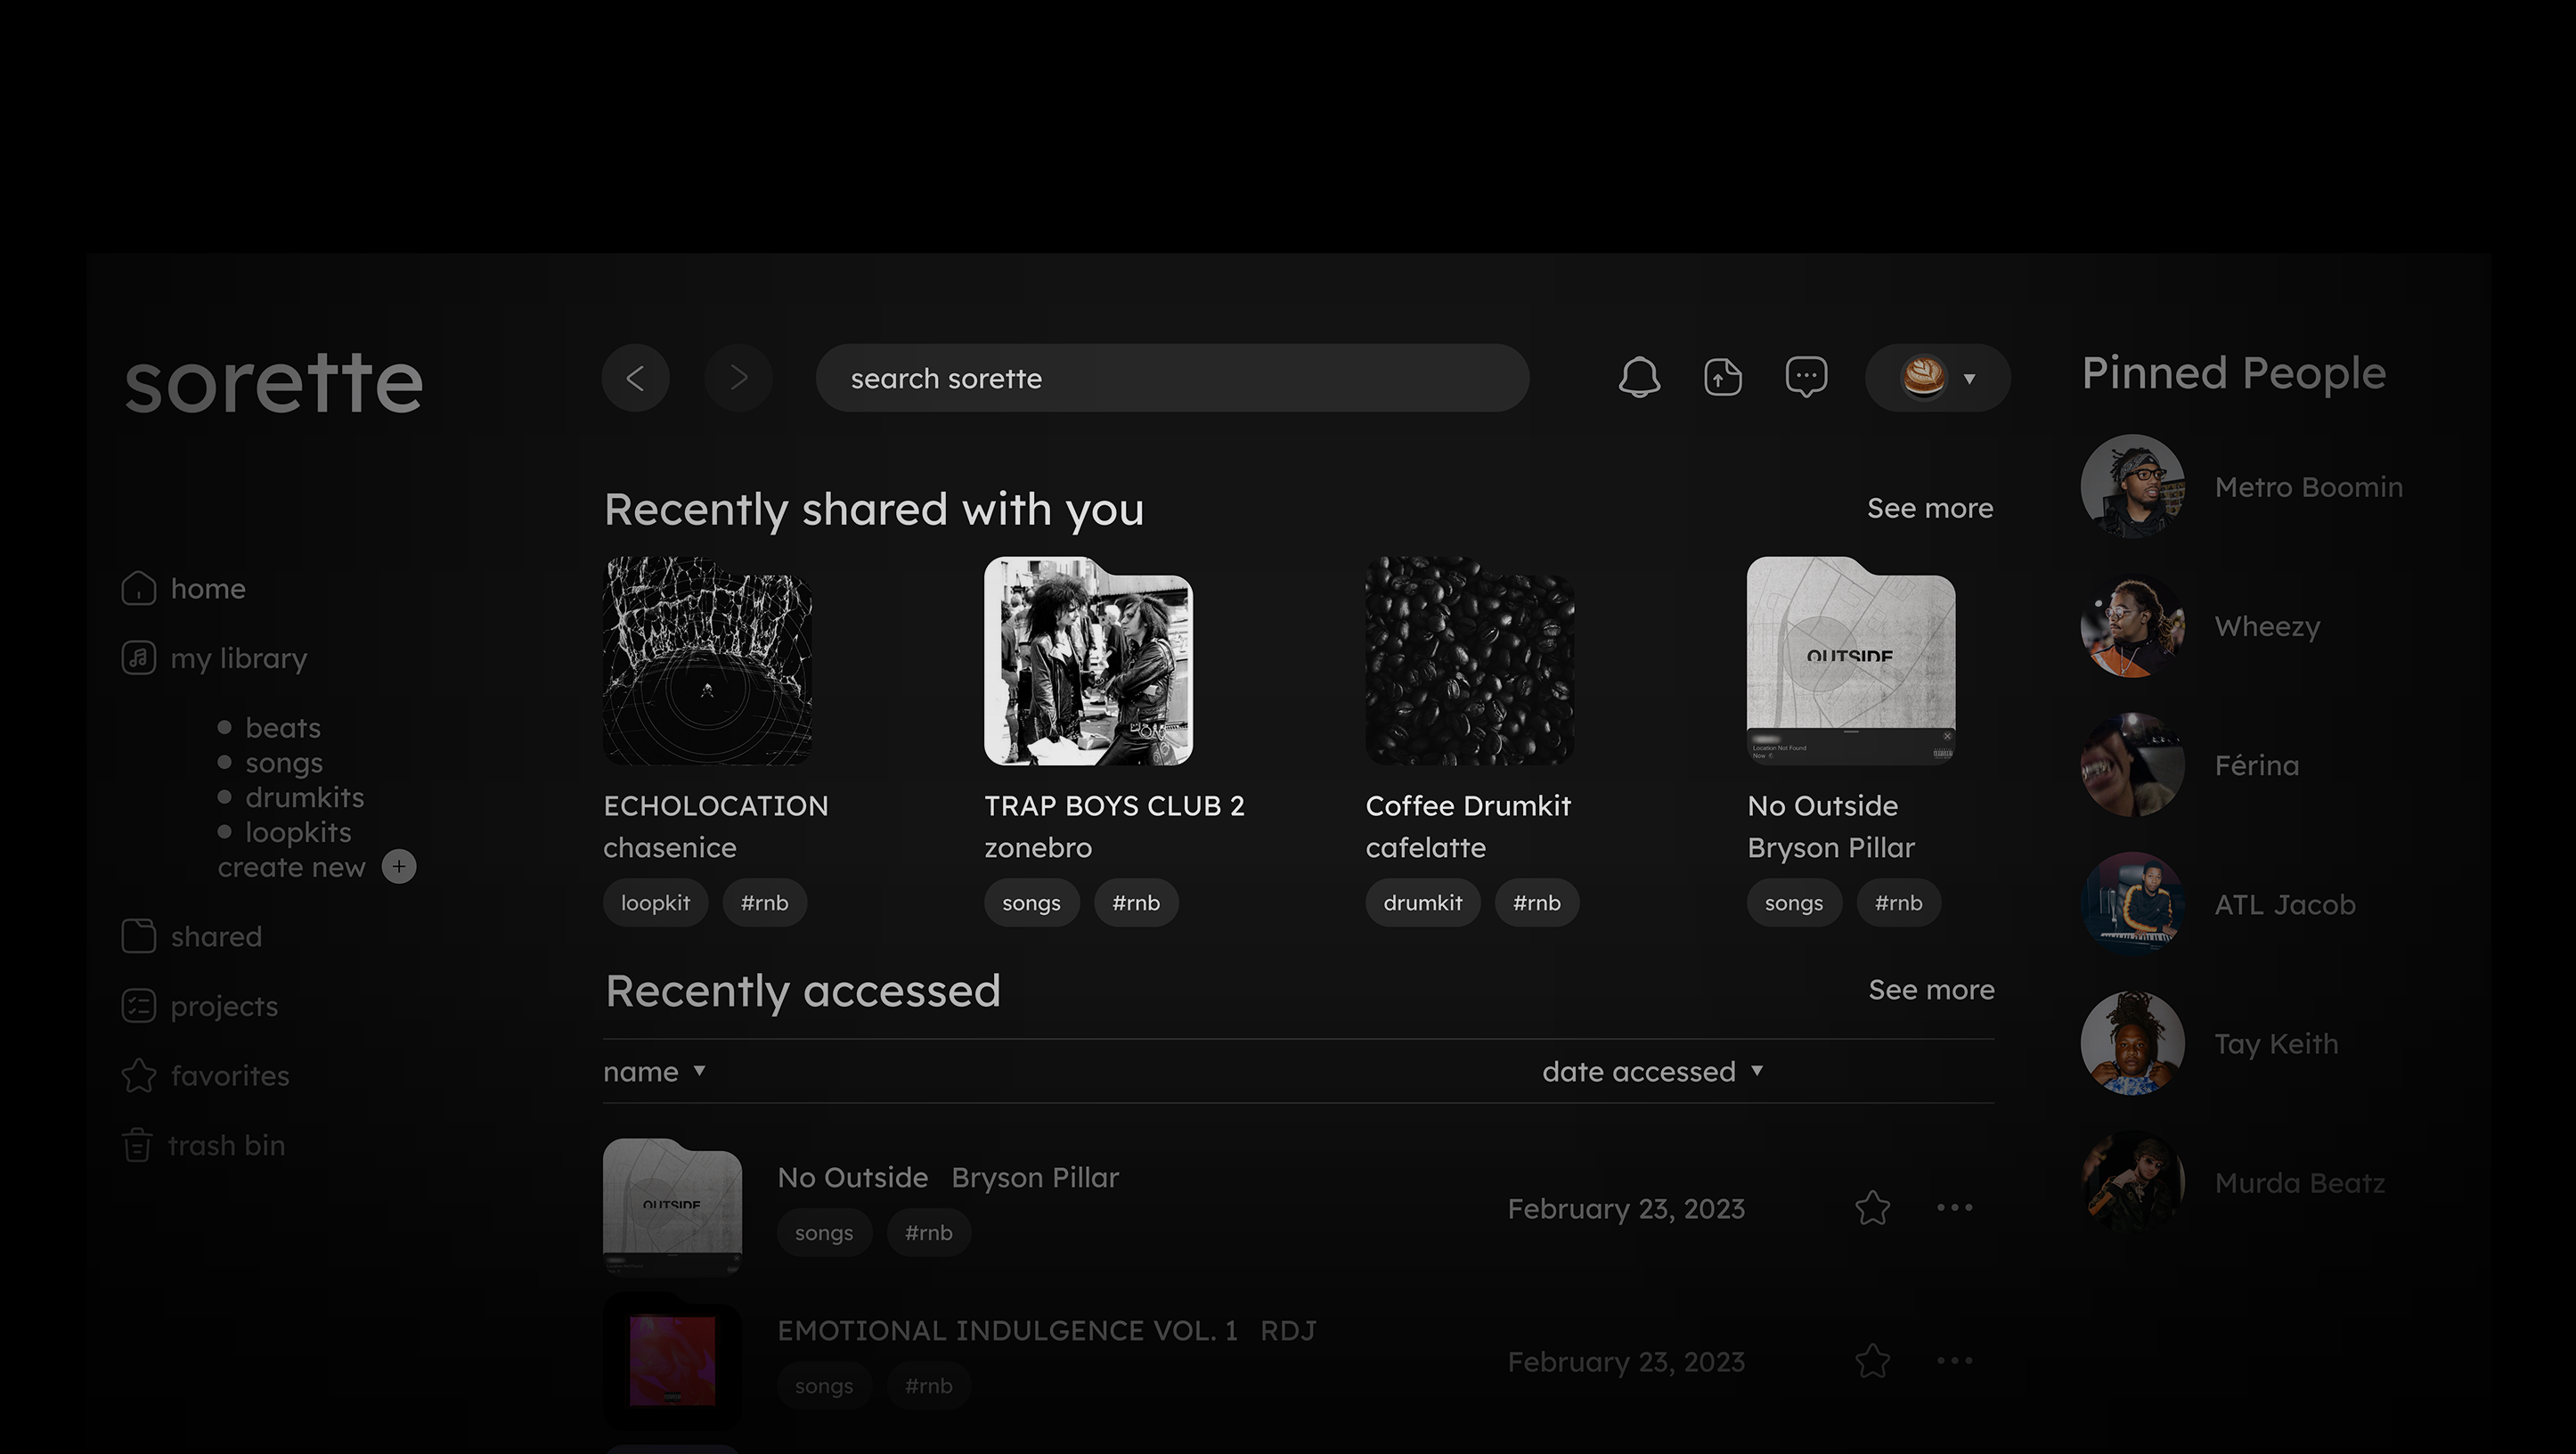 sorette
search sorette
home
my library
beats
songs
drumkits
loopkits
create new
shared
projects
favorites
trash bin
Recently shared with you
See more
OUTSIDE
Location Not Found
Now
ECHOLOCATION
chasenice
loopkit #rnb
TRAP BOYS CLUB 2
zonebro
songs #rnb
Coffee Drumkit
cafelatte
drumkit #rnb
No Outside
Bryson Pillar
songs #rnb
Recently accessed
See more
name
date accessed
OUTSIDE
No Outside Bryson Pillar
songs #rnb
February 23, 2023
EMOTIONAL INDULGENCE VOL. 1 RDJ
songs #rnb
February 23, 2023
Pinned People
Metro Boomin
Wheezy
Férina
ATL Jacob
Tay Keith
Murda Beatz